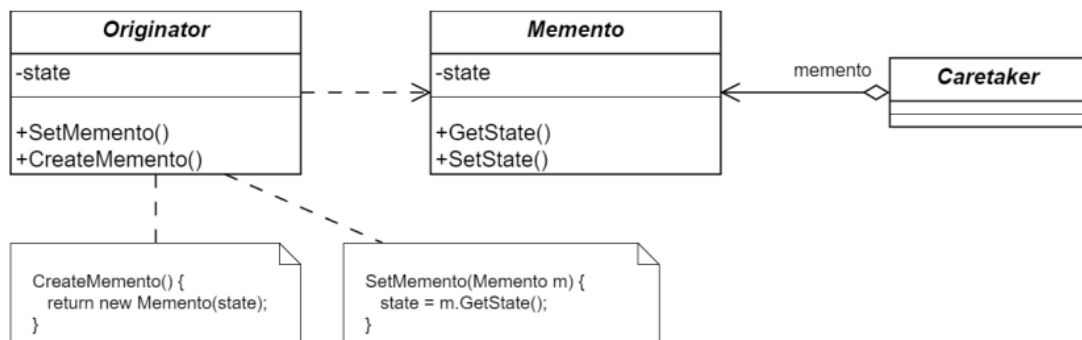 Originator
-state
+SetMemento()
+CreateMemento()
Memento
-state
+GetState()
+SetState()
memento
Caretaker
CreateMemento() {
return new Memento(state);
}
SetMemento(Memento m) {
state = m.GetState();
}